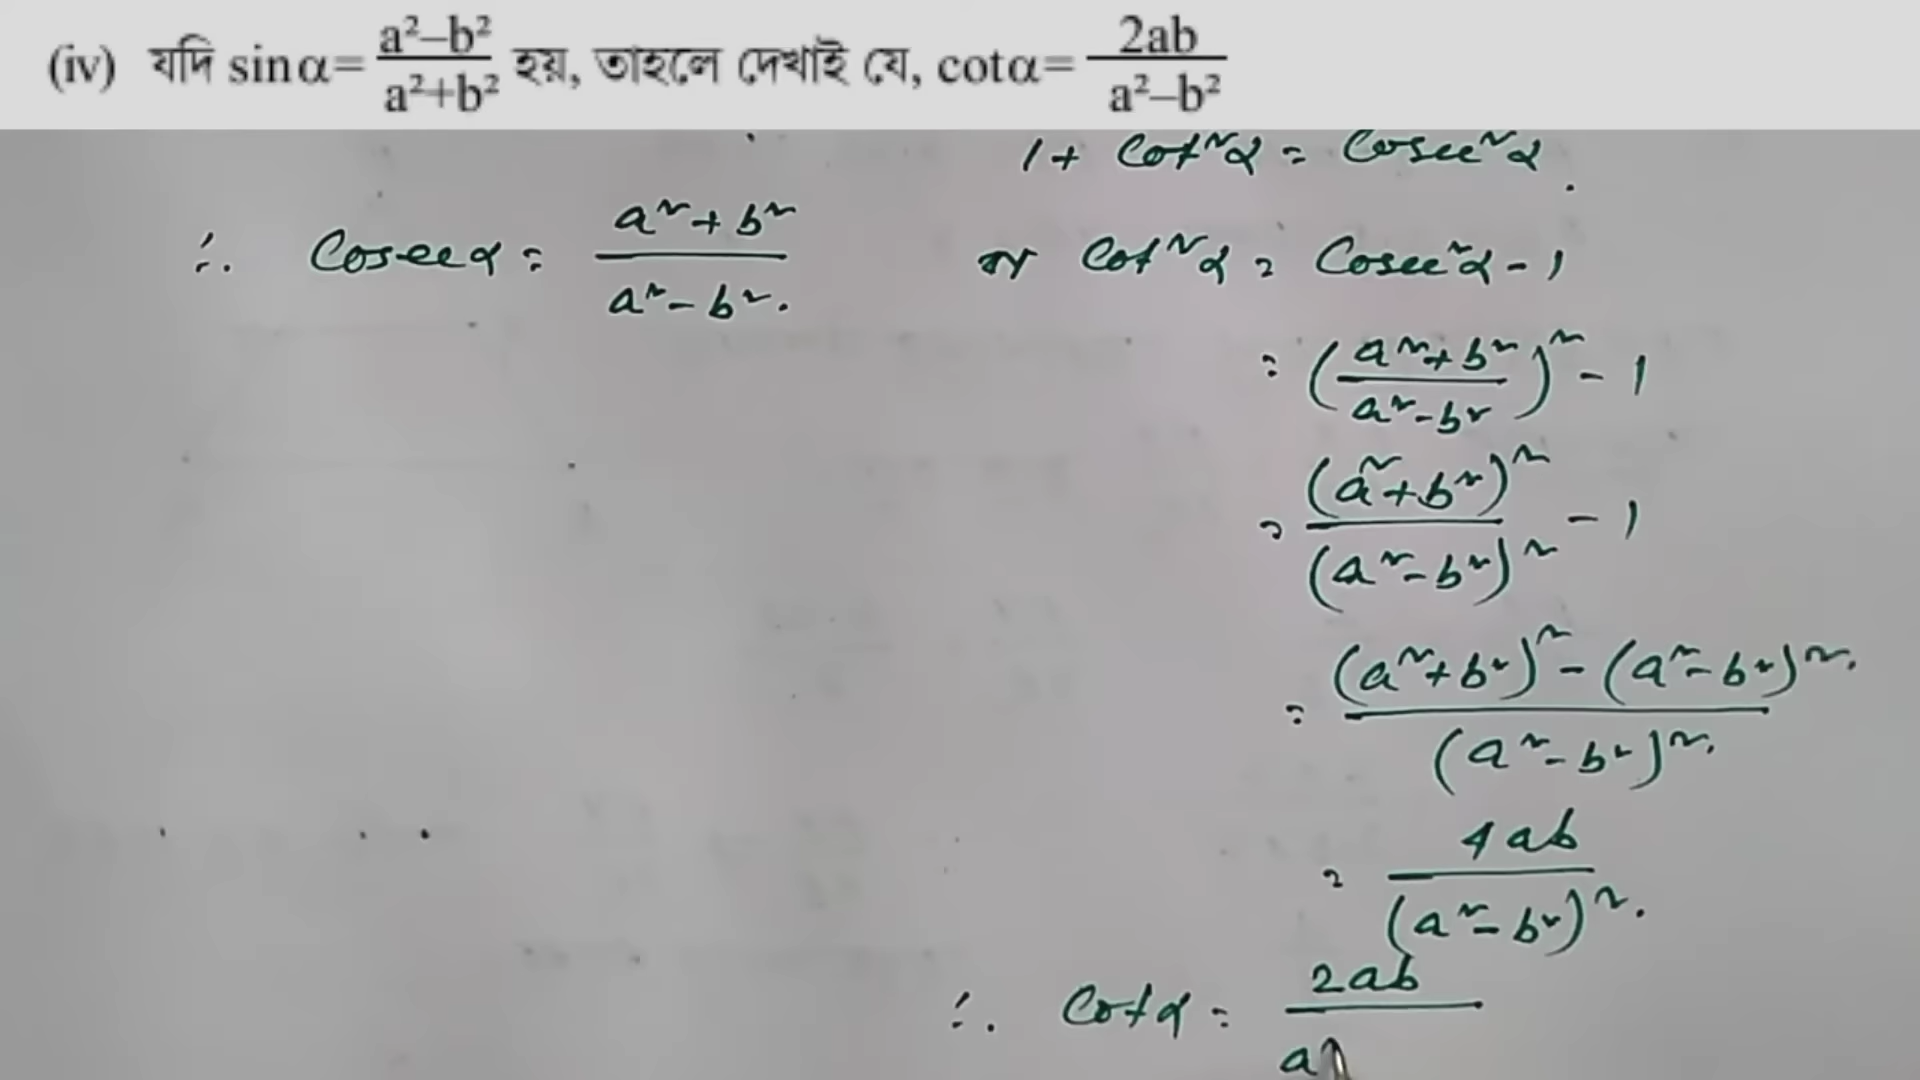 (iv) যদি sinα= a²–b²/a²+b² হয়, তাহলে দেখাই যে, cotα= 2ab/a²–b²
1 + Cot²α = Cosec²α.
∴ Cosecα = a²+b²/a²-b².
বা Cot²α = Cosec²α - 1
= (a²+b²/a²-b²)² - 1
= (a²+b²)²/(a²-b²)² - 1
= (a²+b²)² - (a²-b²)²/(a²-b²)².
= 4ab/(a²-b²)².
∴ Cotα = 2ab/a